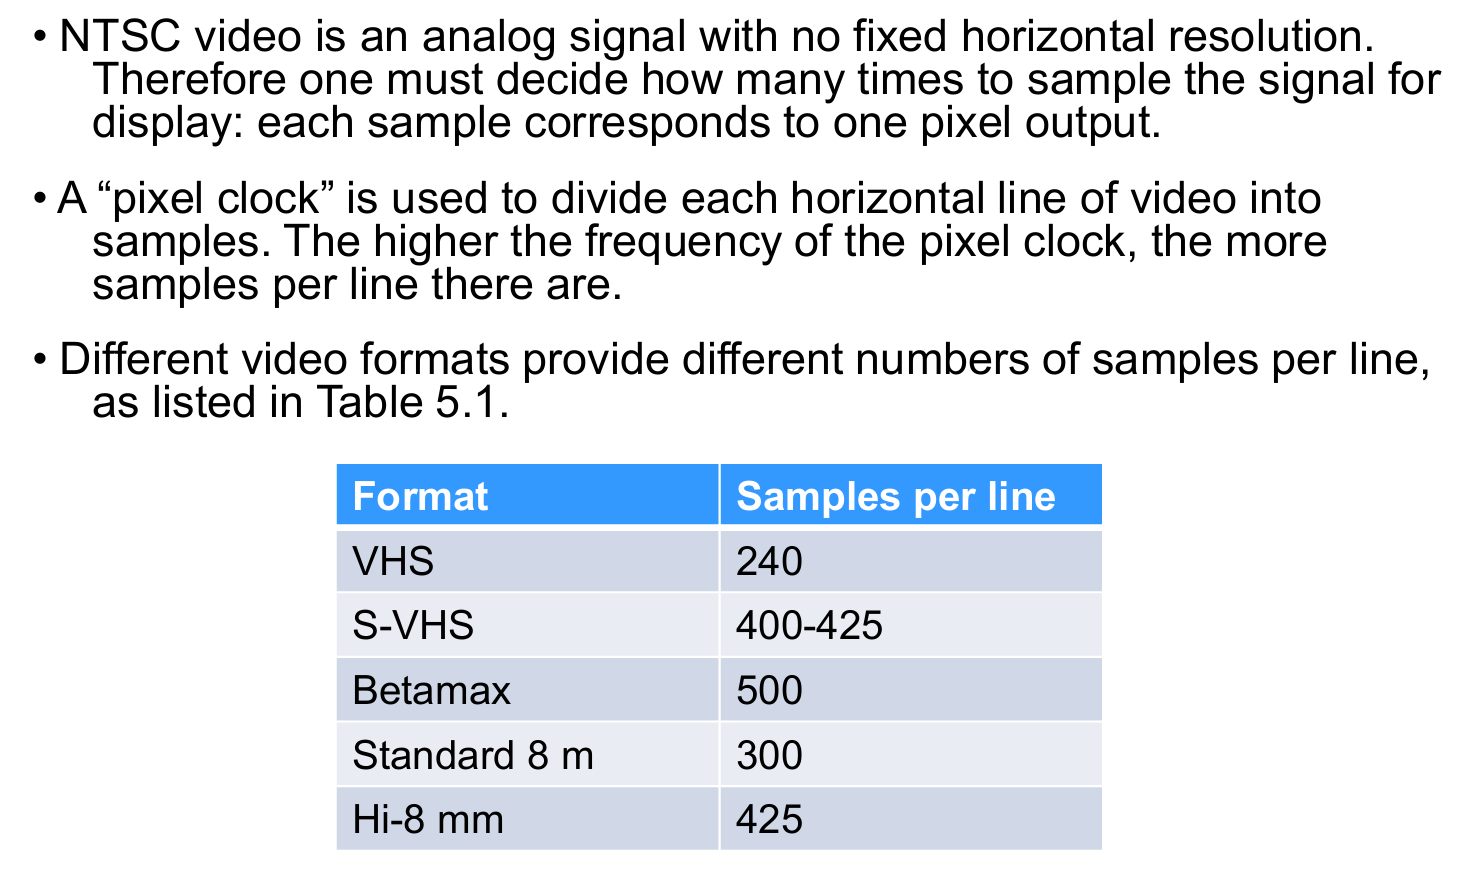 • NTSC video is an analog signal with no fixed horizontal resolution.
Therefore one must decide how many times to sample the signal for
display: each sample corresponds to one pixel output.
• A “pixel clock” is used to divide each horizontal line of video into
samples. The higher the frequency of the pixel clock, the more
samples per line there are.
• Different video formats provide different numbers of samples per line,
as listed in Table 5.1.
Format Samples per line
VHS 240
S-VHS 400-425
Betamax 500
Standard 8 m 300
Hi-8 mm 425